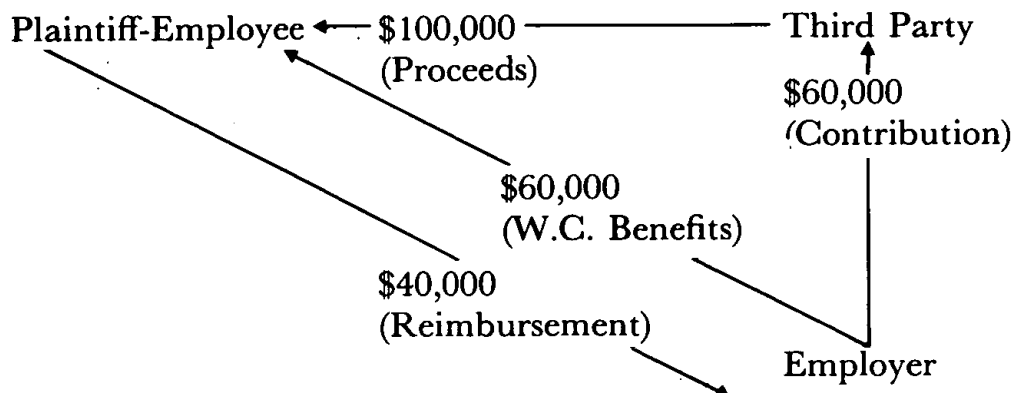 Plaintiff-Employee $100,000 Third Party
(Proceeds)
$60,000
(Contribution)
$60,000
(W.C. Benefits)
$40,000
(Reimbursement)
Employer